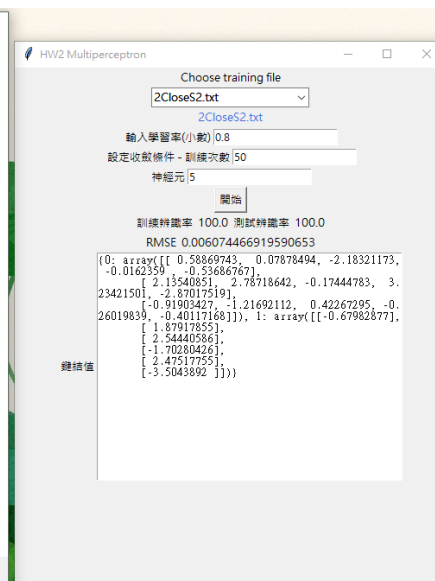 HW2 Multiperceptron
Choose training file
2CloseS2.txt
2CloseS2.txt
輸入學習率(小數) 0.8
設定收斂條件 - 訓練次數 50
神經元 5
開始
訓練辨識率 100.0 測試辨識率 100.0
RMSE 0.006074466919590653
{0: array([[ 0.58869743, 0.07878494, -2.18321173,
-0.0162359 , -0.53686767],
[ 2.13540851, 2.78718642, -0.17444783, 3.
23421501, -2.87017519],
[-0.91903427, -1.21692112, 0.42267295, -0.
26019839, -0.40117168]]), 1: array([[-0.67982877],
[ 1.87917855],
[ 2.54440586],
[-1.70280426],
[ 2.47517755],
[-3.5043892 ]])}
鍵結值